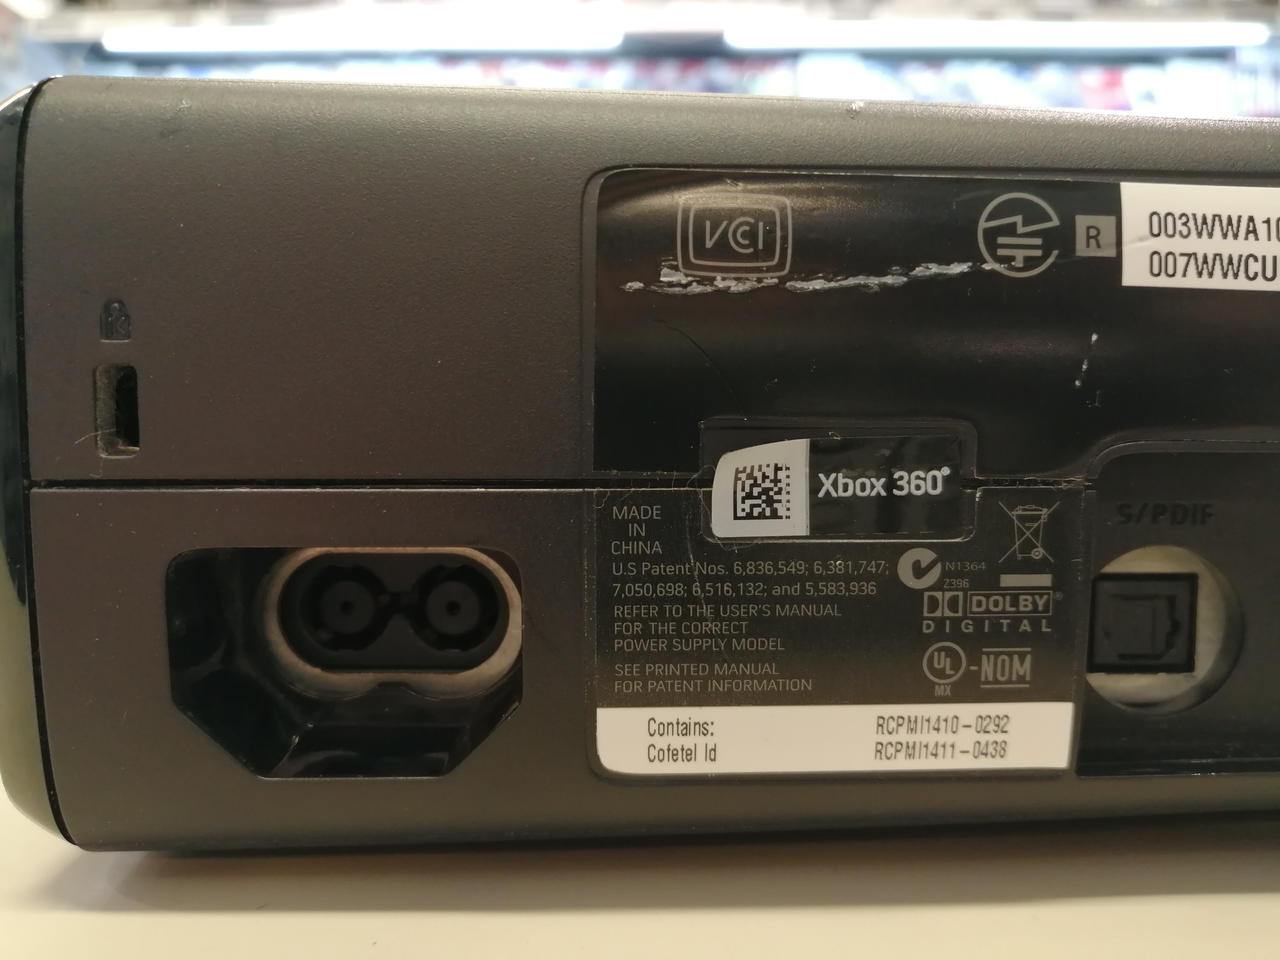 VCCI
R
003WWA10
007WWCU
Xbox 360
MADE
IN
CHINA
U.S Patent Nos. 6,836,549; 6,381,747;
7,050,698; 6,516,132; and 5,583,936
REFER TO THE USER'S MANUAL
FOR THE CORRECT
POWER SUPPLY MODEL
SEE PRINTED MANUAL
FOR PATENT INFORMATION
N1364
2396
DOLBY®
DIGITAL
UL-NOM
MX
S/PDIF
Contains: RCPMI1410-0292
Cofetel Id RCPMI1411-0438